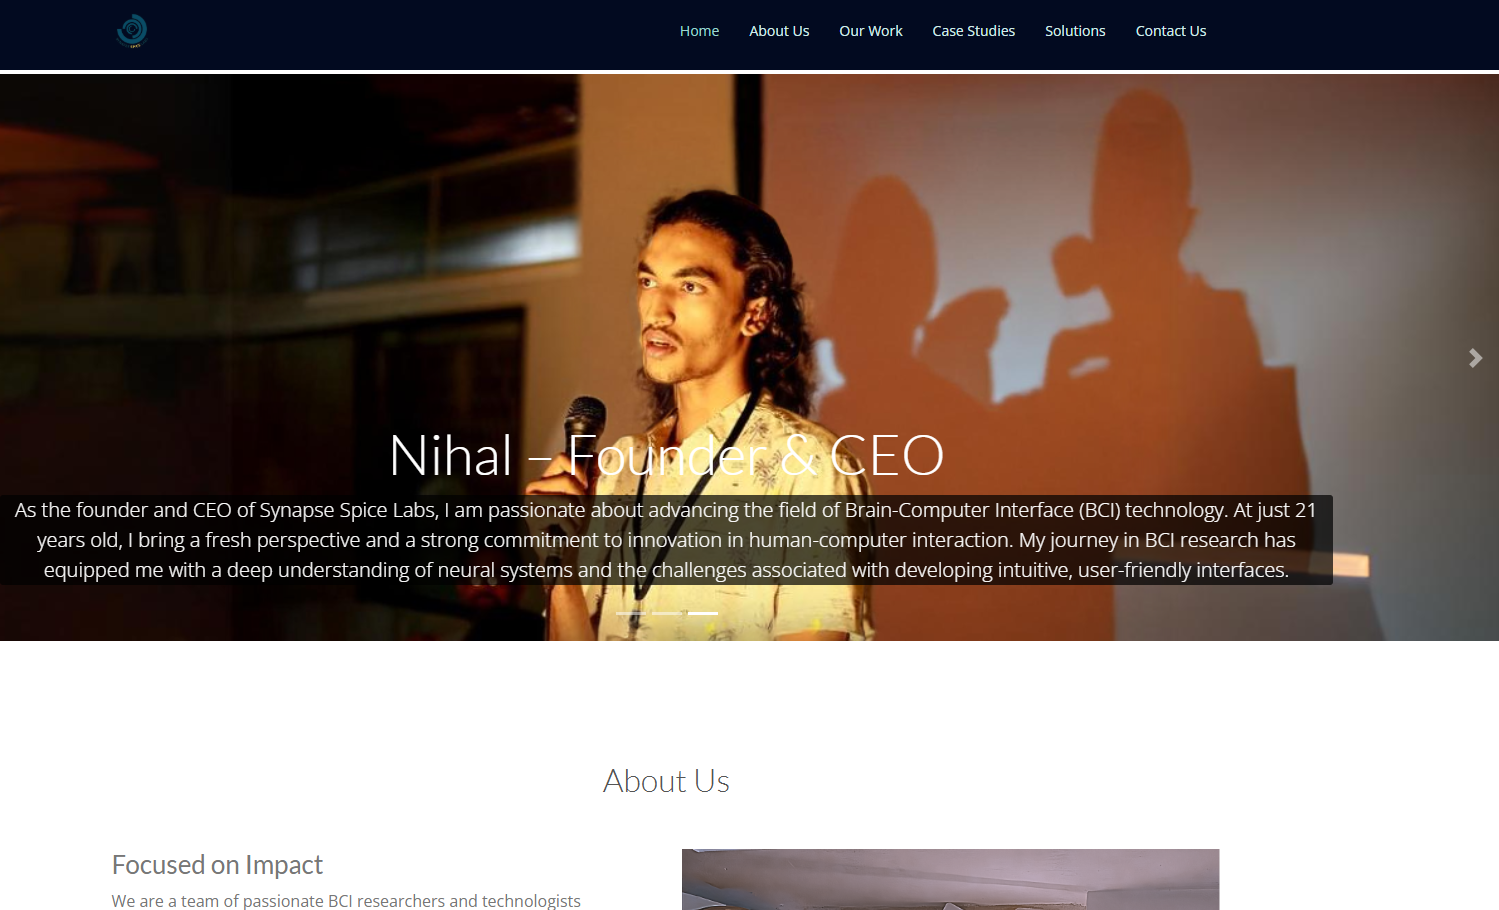 Home About Us Our Work Case Studies Solutions Contact Us
Nihal – Founder & CEO
As the founder and CEO of Synapse Spice Labs, I am passionate about advancing the field of Brain-Computer Interface (BCI) technology. At just 21
years old, I bring a fresh perspective and a strong commitment to innovation in human-computer interaction. My journey in BCI research has
equipped me with a deep understanding of neural systems and the challenges associated with developing intuitive, user-friendly interfaces.
About Us
Focused on Impact
We are a team of passionate BCI researchers and technologists